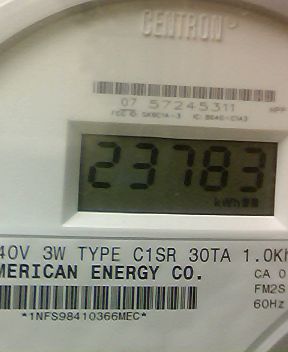 CENTRON
07 57245311
23783
kWh
40V 3W TYPE C1SR 30TA 1.0Kh
MERICAN ENERGY CO.
CA 0
FM2S
60Hz
*1NFS98410366MEC*